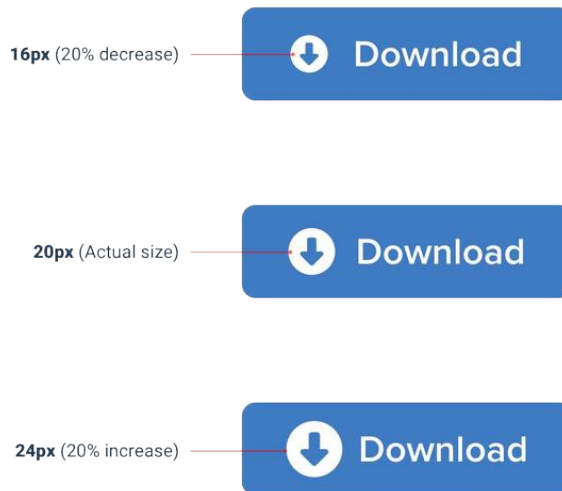 16px (20% decrease) Download
20px (Actual size) Download
24px (20% increase) Download